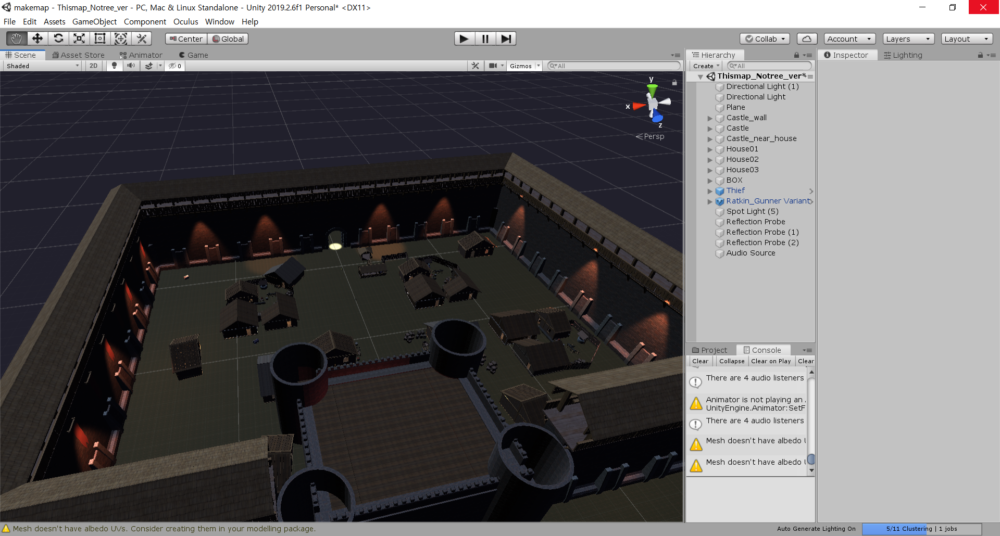 makemap - Thismap_Notree_ver - PC, Mac & Linux Standalone - Unity 2019.2.6f1 Personal* <DX11>
File Edit Assets GameObject Component Oculus Window Help
Center Global Collab Account Layers Layout
Scene Asset Store Animator Game
Shaded 2D 0 Gizmos All
y
x
z
Persp
Hierarchy
Create All
Thismap_Notree_ver*
Directional Light (1)
Directional Light
Plane
Castle_wall
Castle
Castle_near_house
House01
House02
House03
BOX
Thief
Ratkin_Gunner Variant
Spot Light (5)
Reflection Probe
Reflection Probe (1)
Reflection Probe (2)
Audio Source
Inspector Lighting
Project Console
Clear Collapse Clear on Play Clear
There are 4 audio listeners
Animator is not playing an
UnityEngine.Animator:SetF
There are 4 audio listeners
Mesh doesn't have albedo
Mesh doesn't have albedo
Mesh doesn't have albedo UVs. Consider creating them in your modelling package.
Auto Generate Lighting On
5/11 Clustering | 1 jobs